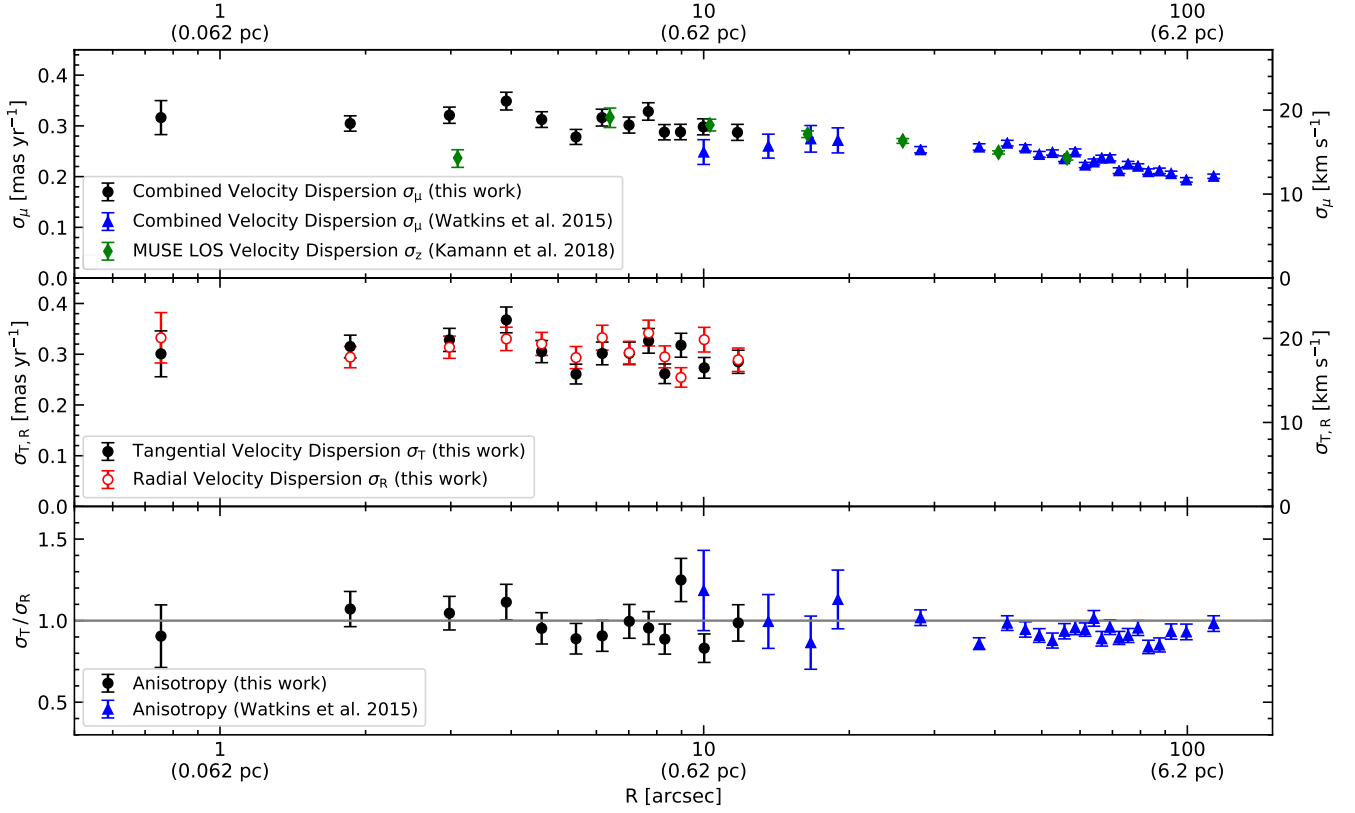 1 10 100
(0.062 pc) (0.62 pc) (6.2 pc)
0.4
0.3
0.2
0.1
0.0
σμ [mas yr⁻¹]
20
10
0
σμ [km s⁻¹]
Combined Velocity Dispersion σμ (this work)
Combined Velocity Dispersion σμ (Watkins et al. 2015)
MUSE LOS Velocity Dispersion σz (Kamann et al. 2018)
0.4
0.3
0.2
0.1
0.0
σT,R [mas yr⁻¹]
20
10
0
σT,R [km s⁻¹]
Tangential Velocity Dispersion σT (this work)
Radial Velocity Dispersion σR (this work)
1.5
1.0
0.5
σT/σR
Anisotropy (this work)
Anisotropy (Watkins et al. 2015)
1 10 100
(0.062 pc) (0.62 pc) (6.2 pc)
R [arcsec]